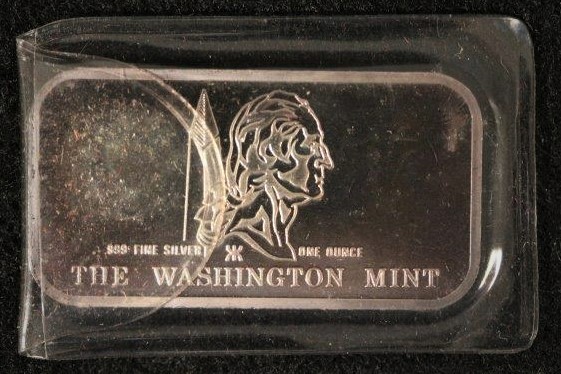 999 FINE SILVER ONE OUNCE
THE WASHINGTON MINT